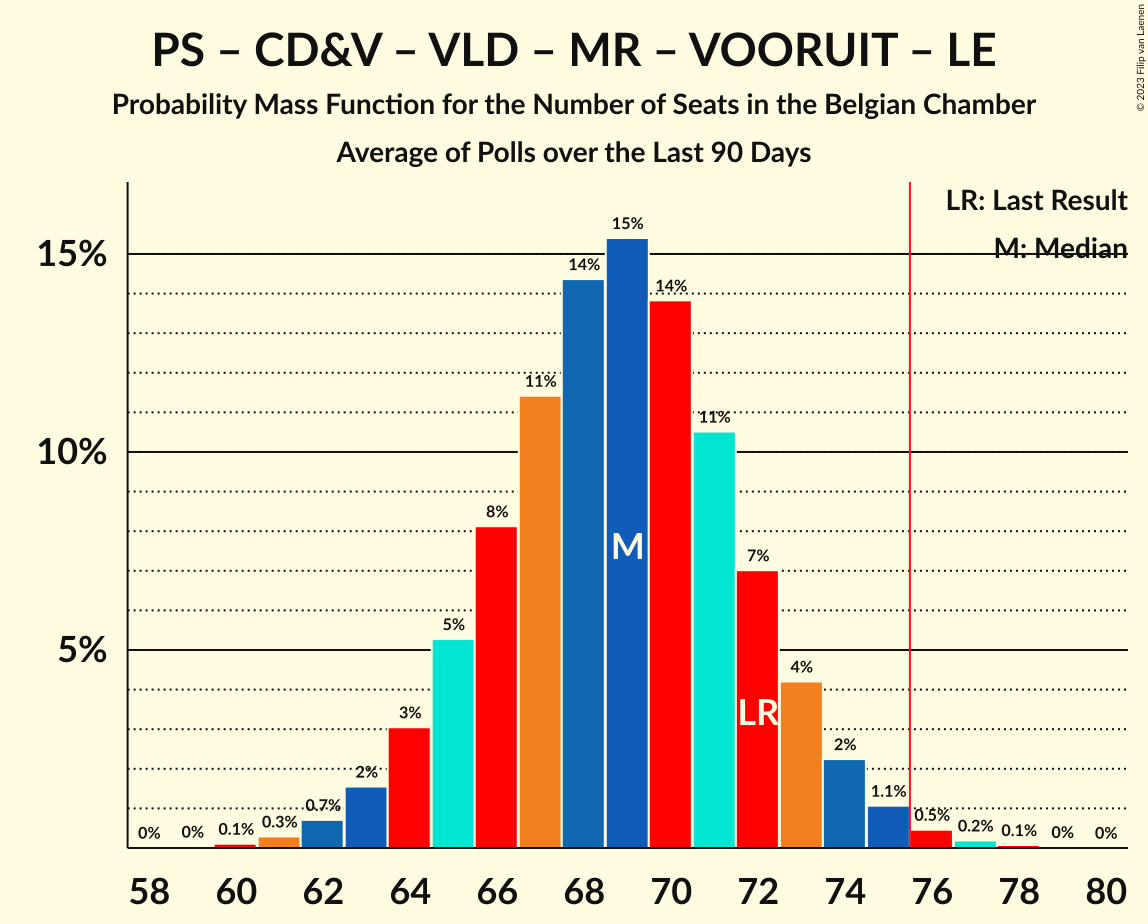 PS – CD&V – VLD – MR – VOORUIT – LE
Probability Mass Function for the Number of Seats in the Belgian Chamber
Average of Polls over the Last 90 Days
© 2023 Filip van Laenen
LR: Last Result
M: Median
15%
10%
5%
0%
0%
0.1%
0.3%
0.7%
2%
3%
5%
8%
11%
14%
15%
14%
11%
7%
4%
2%
1.1%
0.5%
0.2%
0.1%
0%
0%
M
LR
58 60 62 64 66 68 70 72 74 76 78 80